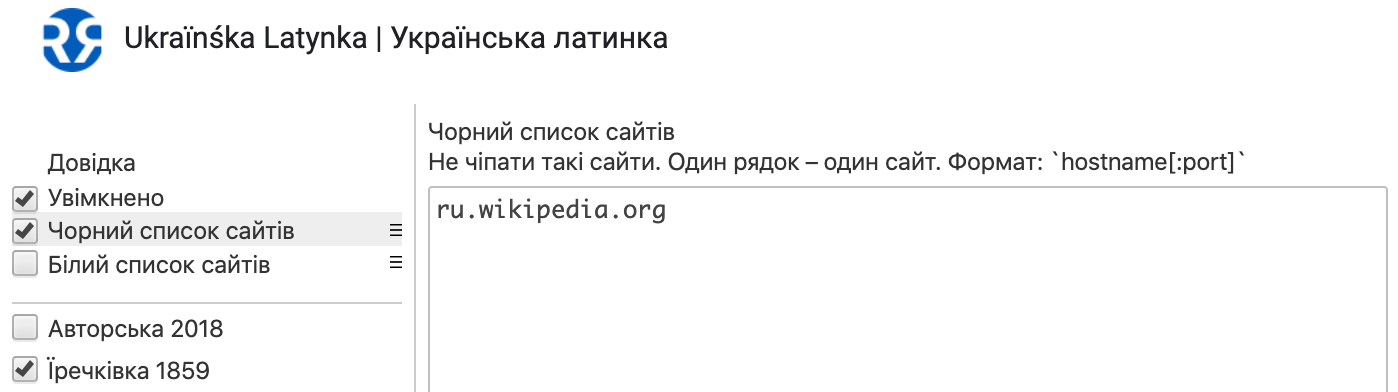 Ukraїnśka Latynka | Українська латинка
Довідка
Увімкнено
Чорний список сайтів
Білий список сайтів
Авторська 2018
Їречківка 1859
Чорний список сайтів
Не чіпати такі сайти. Один рядок – один сайт. Формат: `hostname[:port]`
ru.wikipedia.org